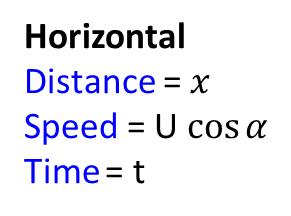 Horizontal
Distance = x
Speed = U cos α
Time = t